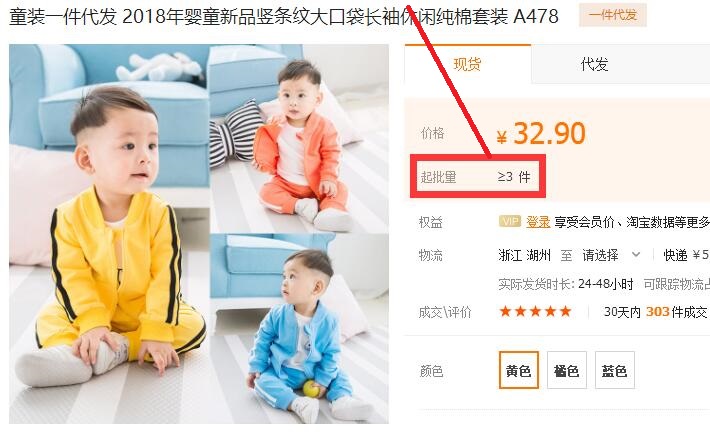 童装一件代发 2018年婴童新品竖条纹大口袋长袖休闲纯棉套装 A478
一件代发
现货
代发
价格
¥ 32.90
起批量 ≥3 件
权益 VIP 登录 享受会员价、淘宝数据等更多
物流 浙江 湖州 至 请选择 快递 ¥5
实际发货时长: 24-48小时 可跟踪物流
成交\评价 30天内 303件成交
颜色 黄色 橘色 蓝色